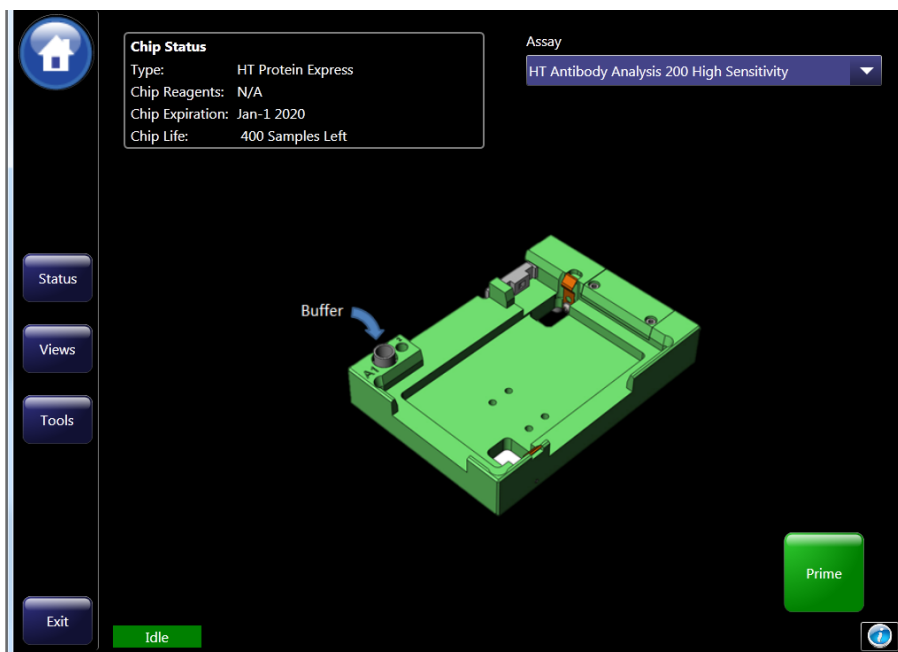 Chip Status
Type: HT Protein Express
Chip Reagents: N/A
Chip Expiration: Jan-1 2020
Chip Life: 400 Samples Left
Assay
HT Antibody Analysis 200 High Sensitivity
Status
Views
Tools
Exit
Buffer
A1
Prime
Idle